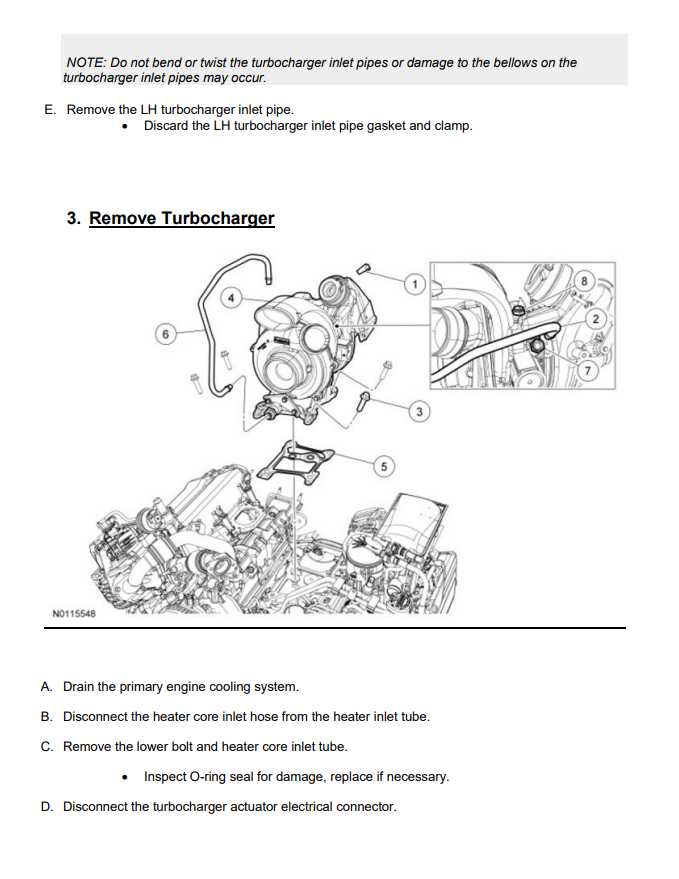 NOTE: Do not bend or twist the turbocharger inlet pipes or damage to the bellows on the
turbocharger inlet pipes may occur.
E. Remove the LH turbocharger inlet pipe.
• Discard the LH turbocharger inlet pipe gasket and clamp.
3. Remove Turbocharger
1
8
4
2
6
7
3
5
N0115548
A. Drain the primary engine cooling system.
B. Disconnect the heater core inlet hose from the heater inlet tube.
C. Remove the lower bolt and heater core inlet tube.
• Inspect O-ring seal for damage, replace if necessary.
D. Disconnect the turbocharger actuator electrical connector.